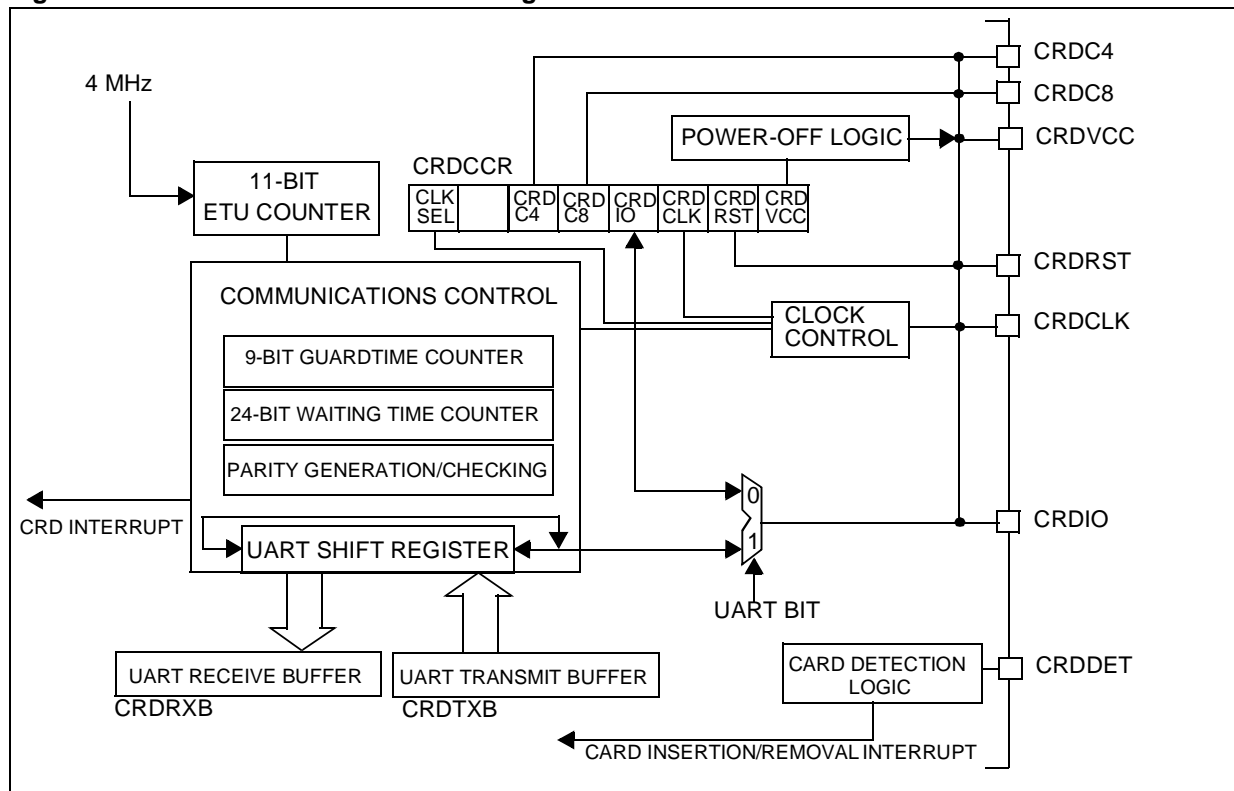 CRDC4
4 MHz
CRDC8
POWER-OFF LOGIC
CRDVCC
CRDCCR
11-BIT
ETU COUNTER
CLK
SEL
CRD
C4
CRD
C8
CRD
IO
CRD
CLK
CRD
RST
CRD
VCC
CRDRST
COMMUNICATIONS CONTROL
CLOCK
CONTROL
CRDCLK
9-BIT GUARDTIME COUNTER
24-BIT WAITING TIME COUNTER
PARITY GENERATION/CHECKING
0
CRD INTERRUPT
CRDIO
UART SHIFT REGISTER
1
UART BIT
CARD DETECTION
LOGIC
CRDDET
UART RECEIVE BUFFER
UART TRANSMIT BUFFER
CRDRXB
CRDTXB
CARD INSERTION/REMOVAL INTERRUPT